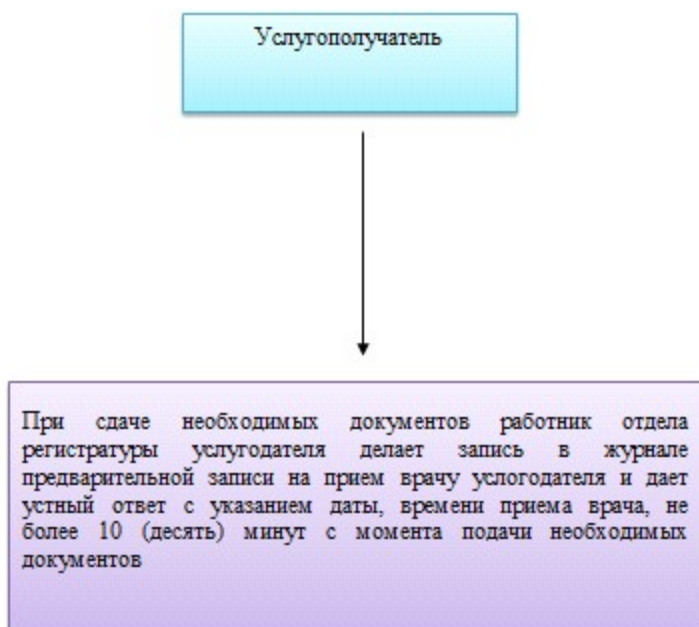 Услугополучатель
При сдаче необходимых документов работник отдела
регистратуры услугодателя делает запись в журнале
предварительной записи на прием врачу услогодателя и дает
устный ответ с указанием даты, времени приема врача, не
более 10 (десять) минут с момента подачи необходимых
документов